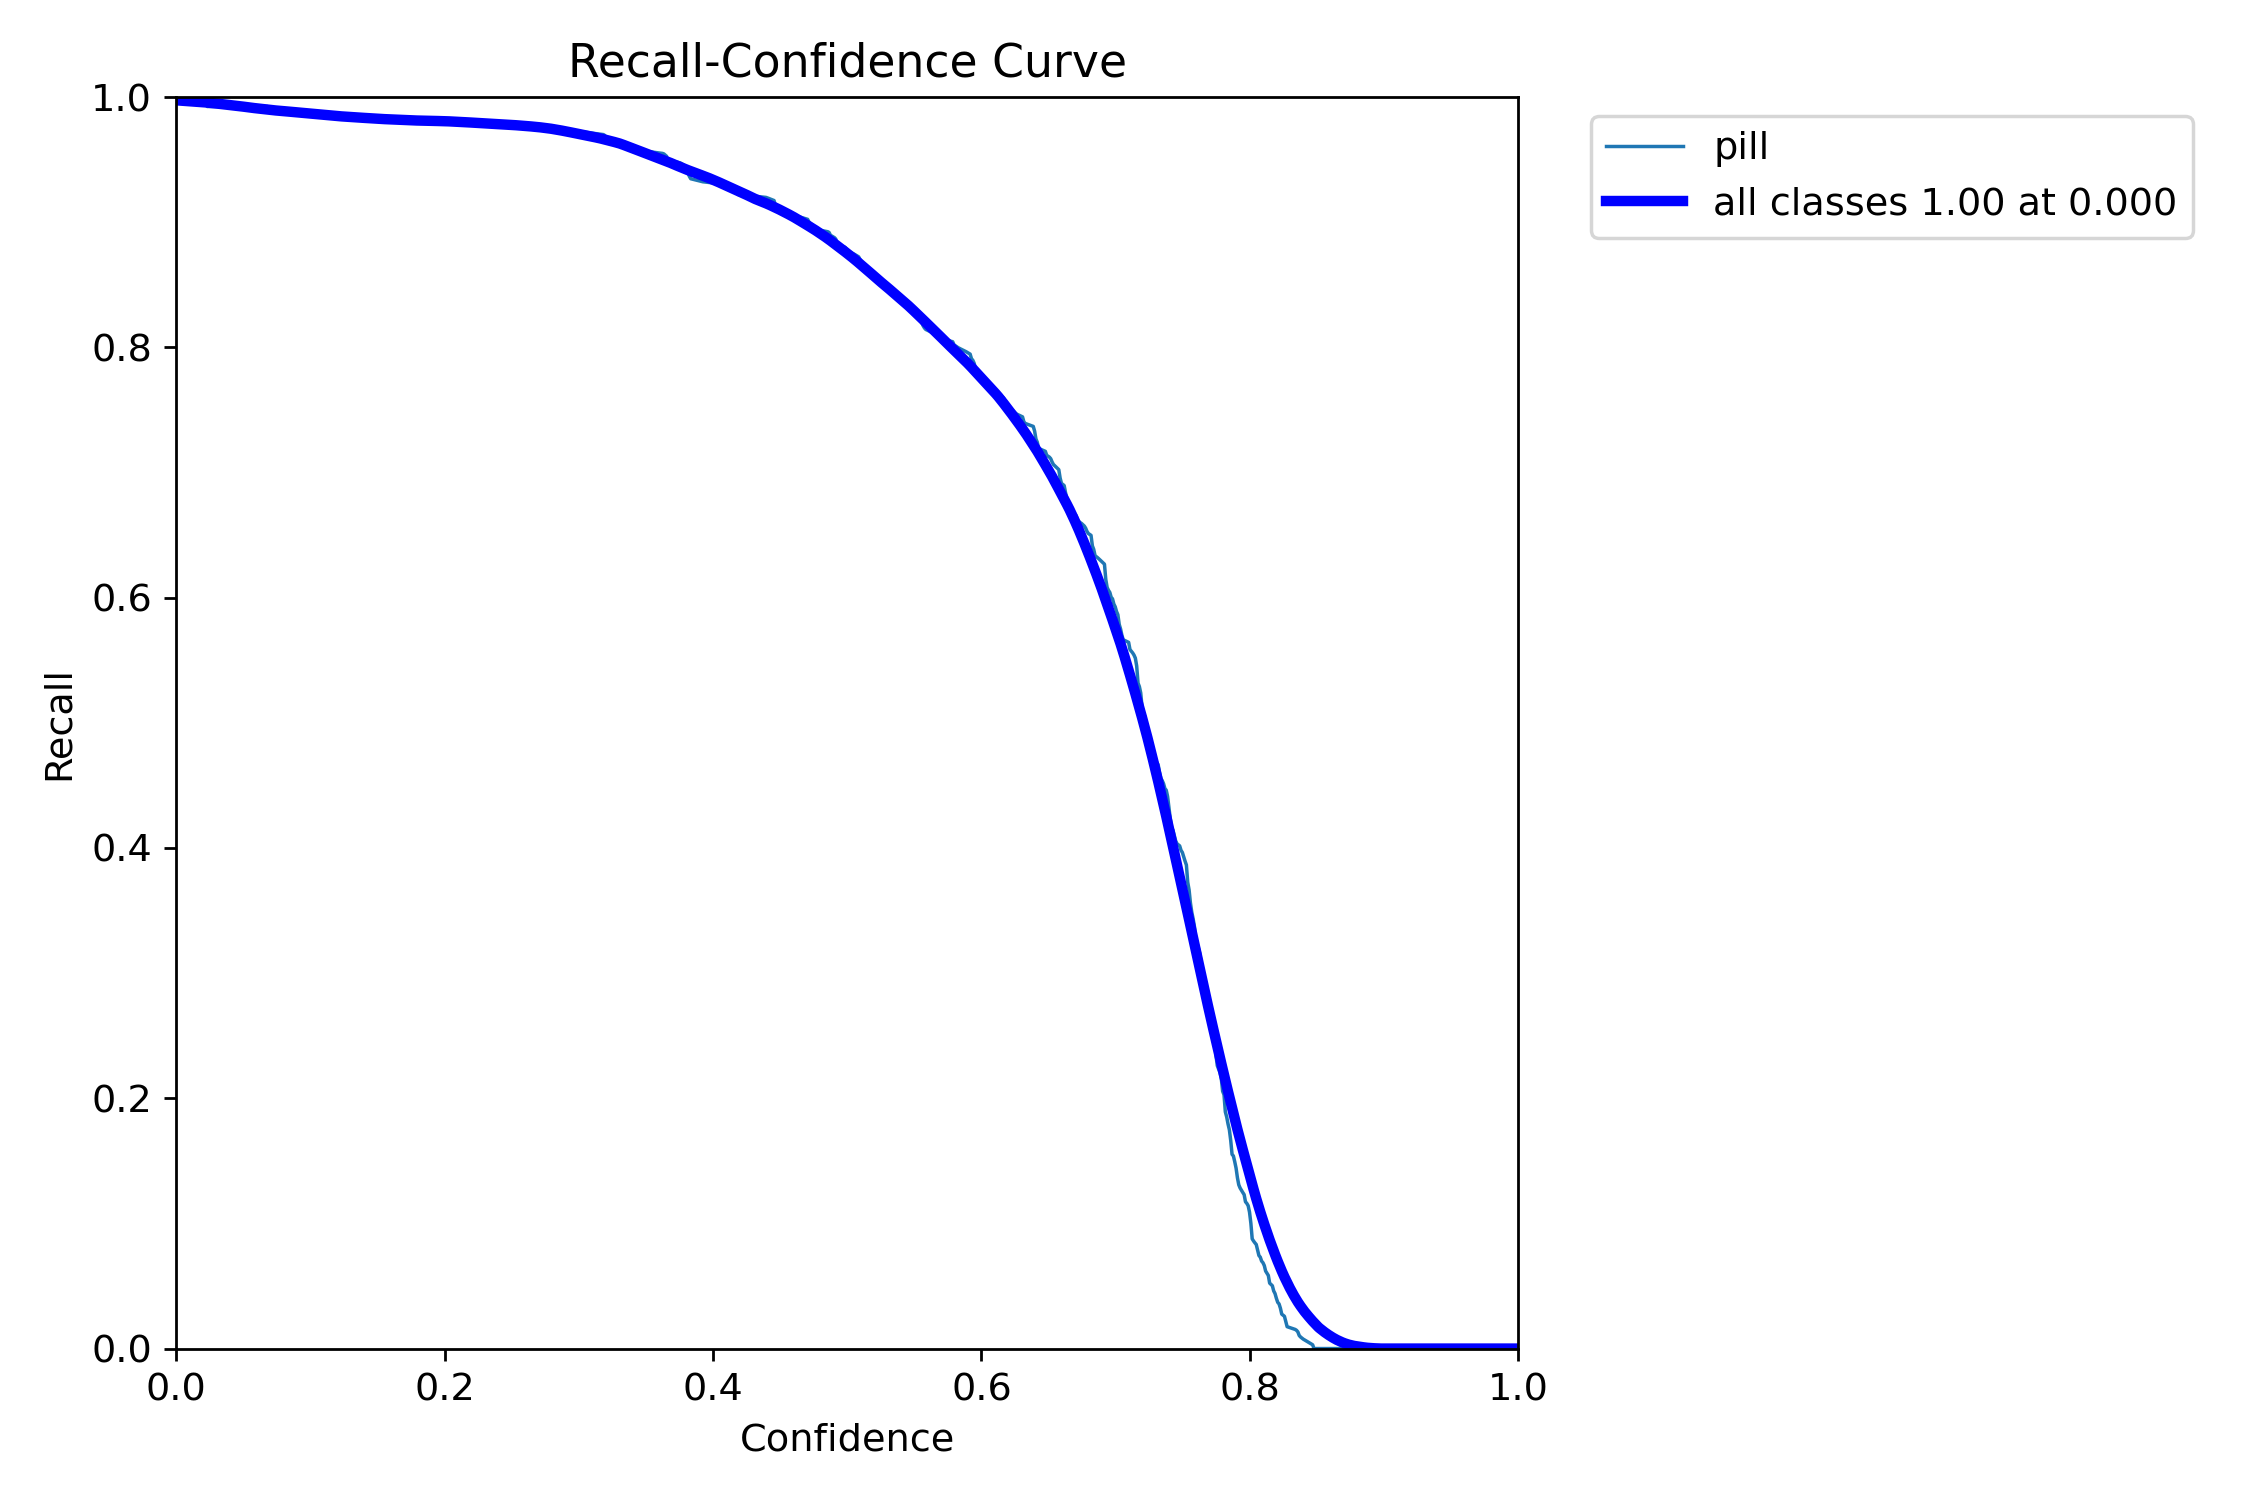 Recall-Confidence Curve
1.0
0.8
0.6
0.4
0.2
0.0
Recall
0.0 0.2 0.4 0.6 0.8 1.0
Confidence
pill
all classes 1.00 at 0.000